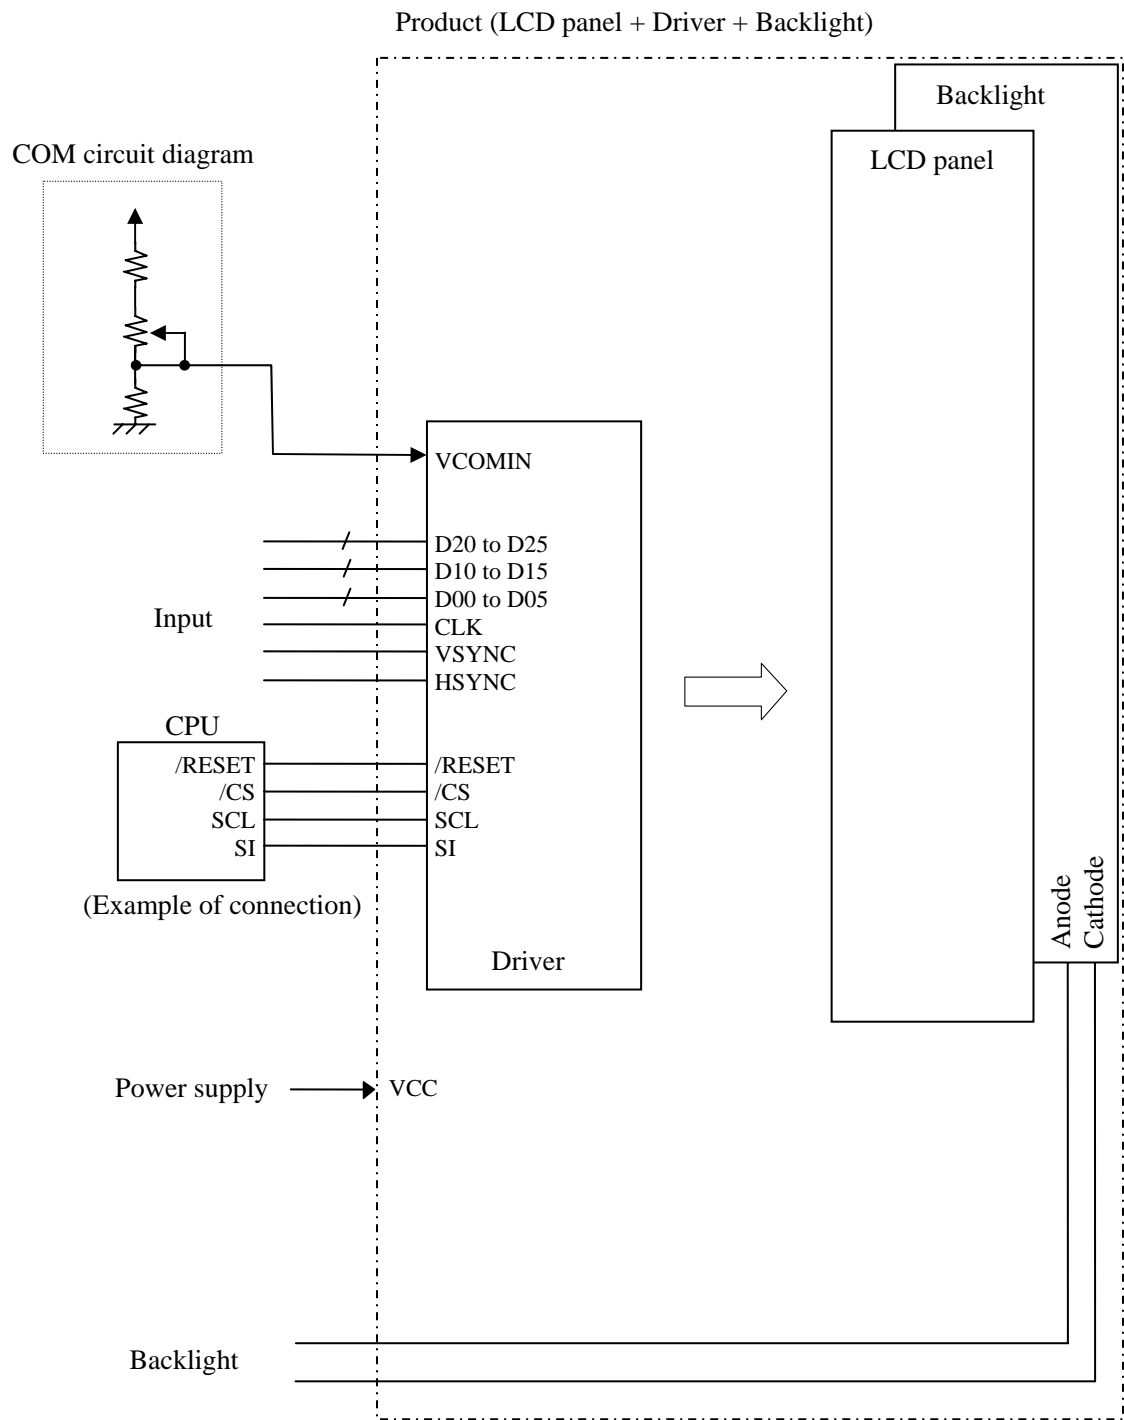 Product (LCD panel + Driver + Backlight)
Backlight
LCD panel
COM circuit diagram
VCOMIN
D20 to D25
D10 to D15
D00 to D05
Input
CLK
VSYNC
HSYNC
CPU
/RESET
/CS
SCL
SI
/RESET
/CS
SCL
SI
(Example of connection)
Driver
Anode
Cathode
Power supply
VCC
Backlight